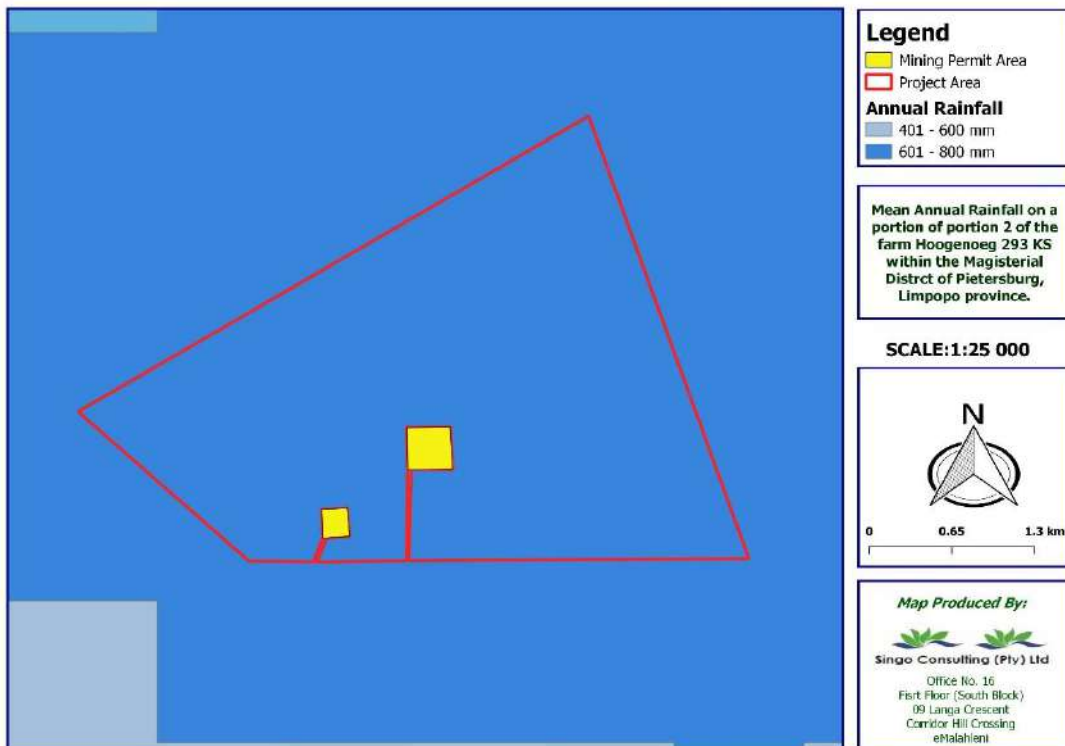 Legend
Mining Permit Area
Project Area
Annual Rainfall
401 - 600 mm
601 - 800 mm
Mean Annual Rainfall on a
portion of portion 2 of the
farm Hoogenoeg 293 KS
within the Magisterial
Distrct of Pietersburg,
Limpopo province.
SCALE:1:25 000
N
0 0.65 1.3 km
Map Produced By:
Singo Consulting (Pty) Ltd
Office No. 16
Fisrt Floor (South Block)
09 Langa Crescent
Corridor Hill Crossing
eMalahleni